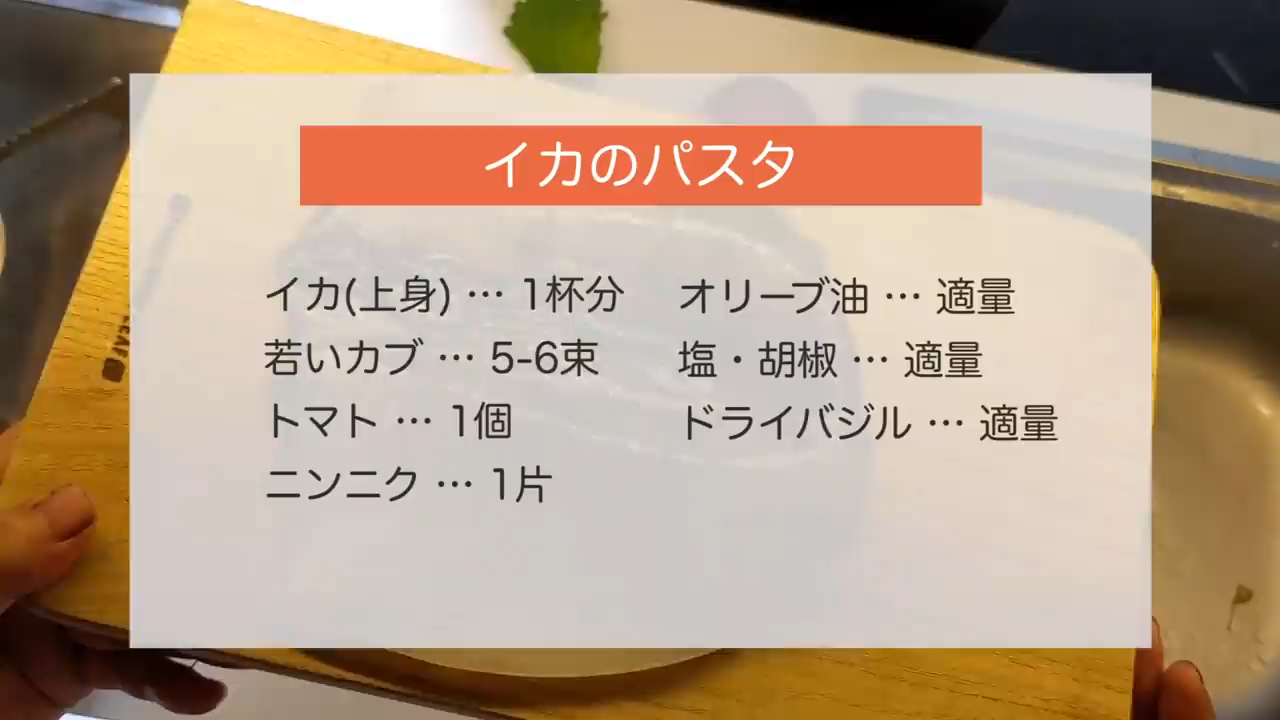 イカのパスタ
イカ(上身) … 1杯分
若いカブ … 5-6束
トマト … 1個
ニンニク … 1片
オリーブ油 … 適量
塩・胡椒 … 適量
ドライバジル … 適量